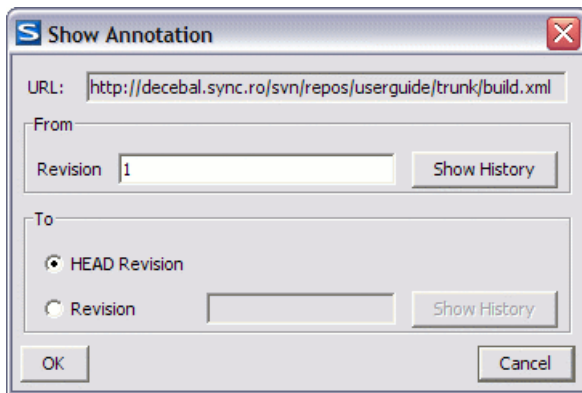 S Show Annotation
URL: http://decebal.sync.ro/svn/repos/userguide/trunk/build.xml
From
Revision 1 Show History
To
HEAD Revision
Revision Show History
OK Cancel